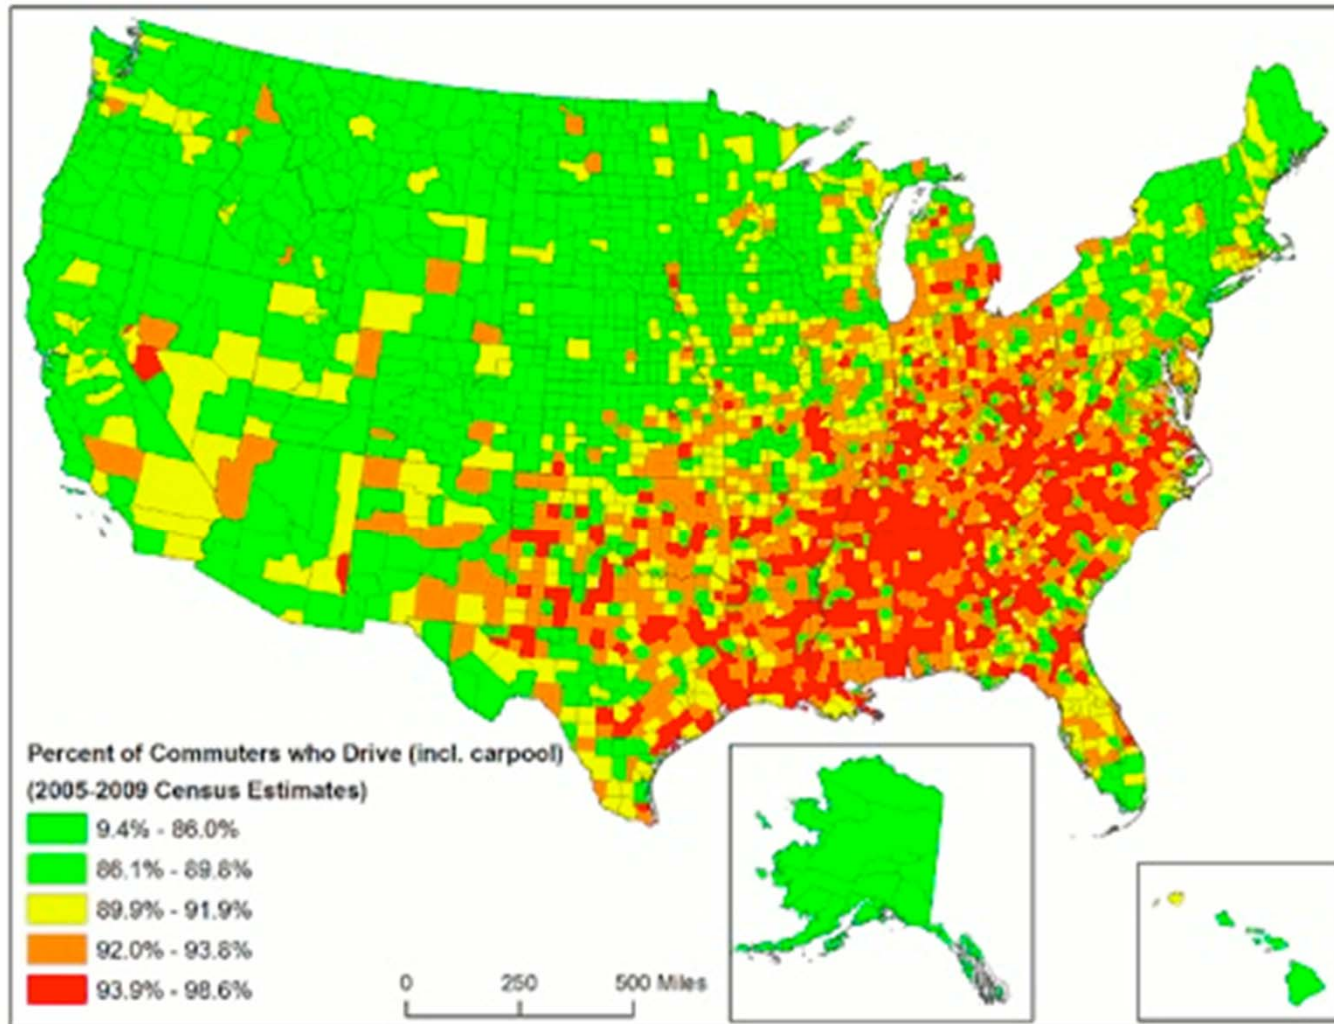 Percent of Commuters who Drive (incl. carpool)
(2005-2009 Census Estimates)
9.4% - 86.0%
86.1% - 89.8%
89.9% - 91.9%
92.0% - 93.8%
93.9% - 98.6%
0 250 500 Miles